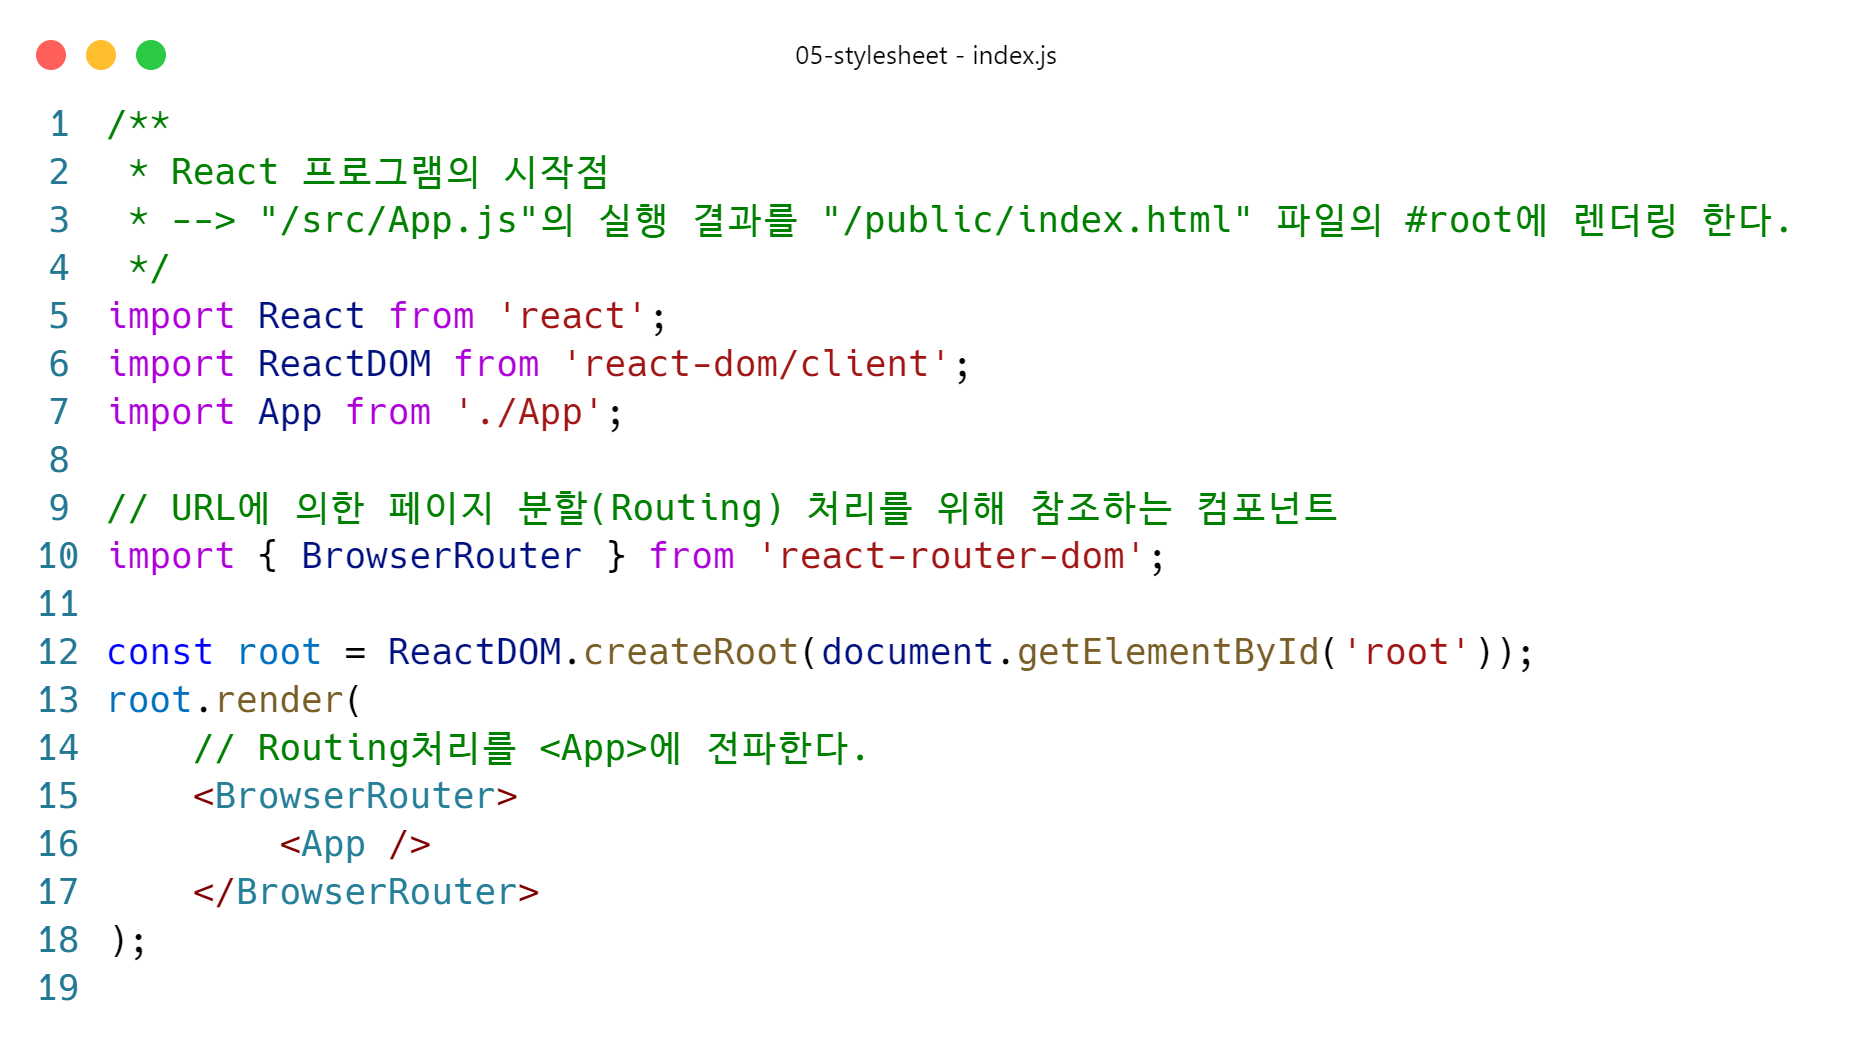 05-stylesheet - index.js
1 /**
2  * React 프로그램의 시작점
3  * --> "/src/App.js"의 실행 결과를 "/public/index.html" 파일의 #root에 렌더링 한다.
4  */
5 import React from 'react';
6 import ReactDOM from 'react-dom/client';
7 import App from './App';
8
9 // URL에 의한 페이지 분할(Routing) 처리를 위해 참조하는 컴포넌트
10 import { BrowserRouter } from 'react-router-dom';
11
12 const root = ReactDOM.createRoot(document.getElementById('root'));
13 root.render(
14     // Routing처리를 <App>에 전파한다.
15     <BrowserRouter>
16         <App />
17     </BrowserRouter>
18 );
19